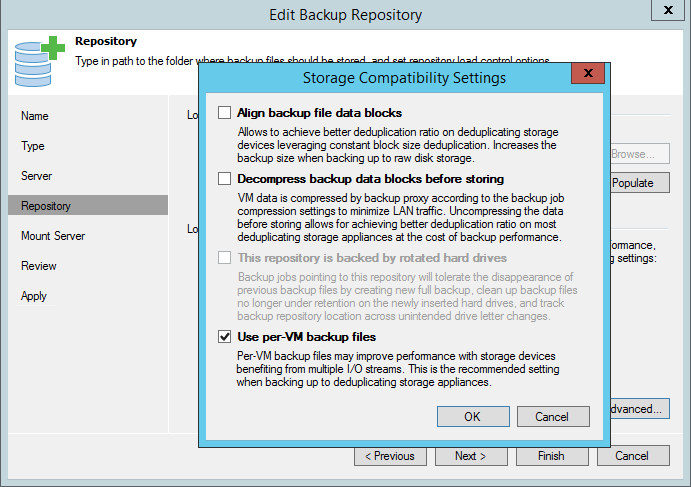 Edit Backup Repository
x
Repository
Type in path to the folder where backup files should be stored, and set repository load control options.
Name
Type
Server
Repository
Mount Server
Review
Apply
Lo
Browse...
Populate
Lo
omance,
g settings:
dvanced...
Storage Compatibility Settings
x
Align backup file data blocks
Allows to achieve better deduplication ratio on deduplicating storage
devices leveraging constant block size deduplication. Increases the
backup size when backing up to raw disk storage.
Decompress backup data blocks before storing
VM data is compressed by backup proxy according to the backup job
compression settings to minimize LAN traffic. Uncompressing the data
before storing allows for achieving better deduplication ratio on most
deduplicating storage appliances at the cost of backup performance.
This repository is backed by rotated hard drives
Backup jobs pointing to this repository will tolerate the disappearance of
previous backup files by creating new full backup, clean up backup files
no longer under retention on the newly inserted hard drives, and track
backup repository location across unintended drive letter changes.
Use per-VM backup files
Per-VM backup files may improve performance with storage devices
benefiting from multiple I/O streams. This is the recommended setting
when backing up to deduplicating storage appliances.
OK
Cancel
< Previous
Next >
Finish
Cancel